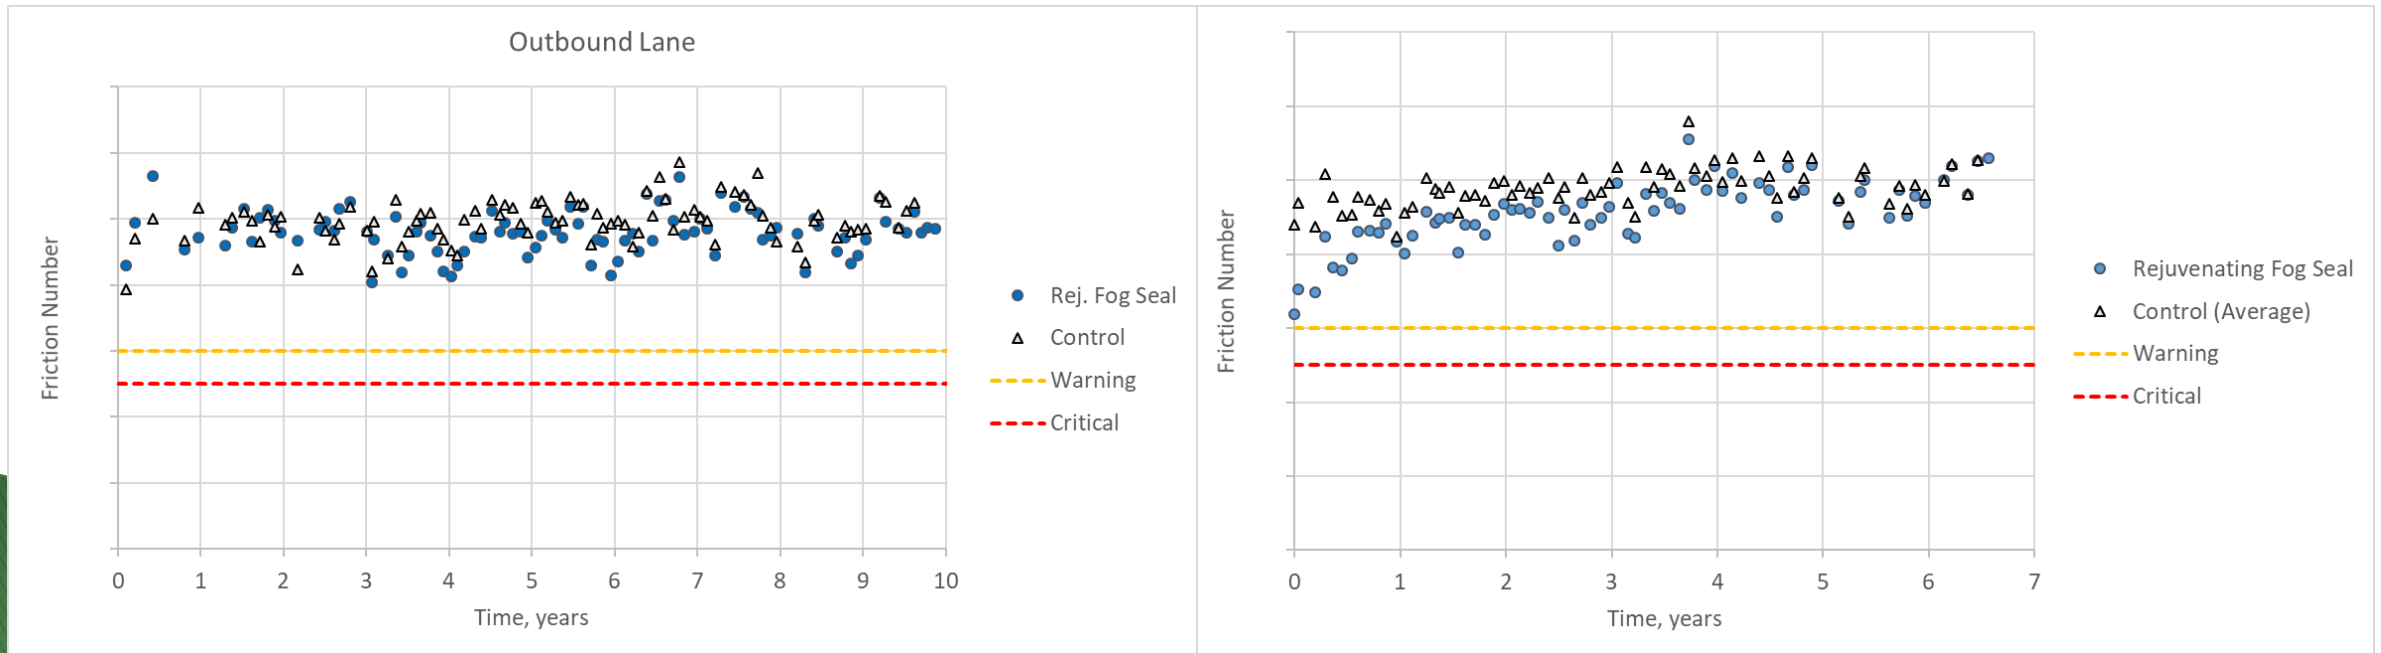 Outbound Lane
Friction Number
0 1 2 3 4 5 6 7 8 9 10
Time, years
Rej. Fog Seal
Control
Warning
Critical
Friction Number
0 1 2 3 4 5 6 7
Time, years
Rejuvenating Fog Seal
Control (Average)
Warning
Critical